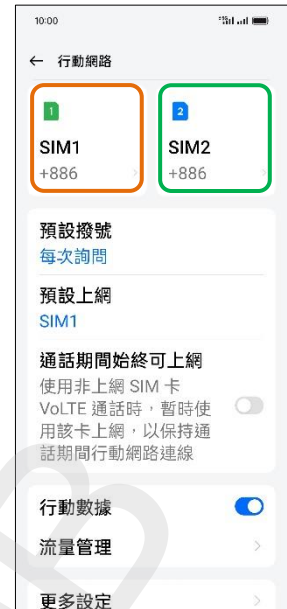 10:00
← 行動網路
1
2
SIM1
SIM2
+886
+886
預設撥號
每次詢問
預設上網
SIM1
通話期間始終可上網
使用非上網 SIM 卡
VoLTE 通話時，暫時使
用該卡上網，以保持通
話期間行動網路連線
行動數據
流量管理
更多設定